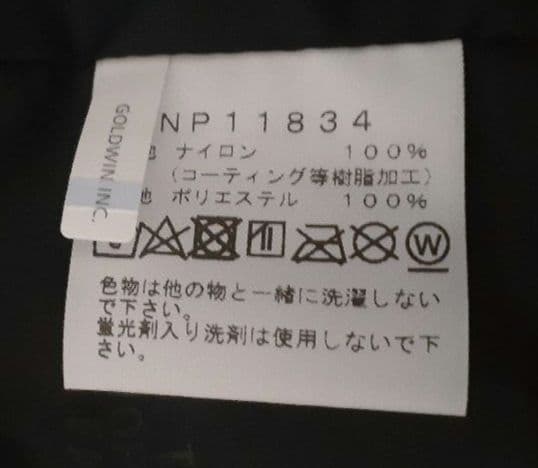 GOLDWIN INC.
NP11834
地 ナイロン 100%
(コーティング等樹脂加工)
地 ポリエステル 100%
W
色物は他の物と一緒に洗濯しない
で下さい。
蛍光剤入り洗剤は使用しないで下
さい。